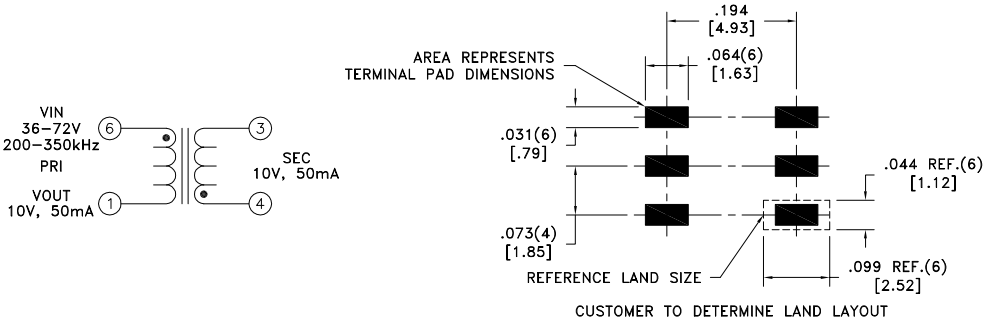 VIN
36–72V
200–350kHz
PRI
VOUT
10V, 50mA
6
1
3
4
SEC
10V, 50mA
.194
[4.93]
AREA REPRESENTS
TERMINAL PAD DIMENSIONS
.064(6)
[1.63]
.031(6)
[.79]
.044 REF.(6)
[1.12]
.073(4)
[1.85]
REFERENCE LAND SIZE
.099 REF.(6)
[2.52]
CUSTOMER TO DETERMINE LAND LAYOUT